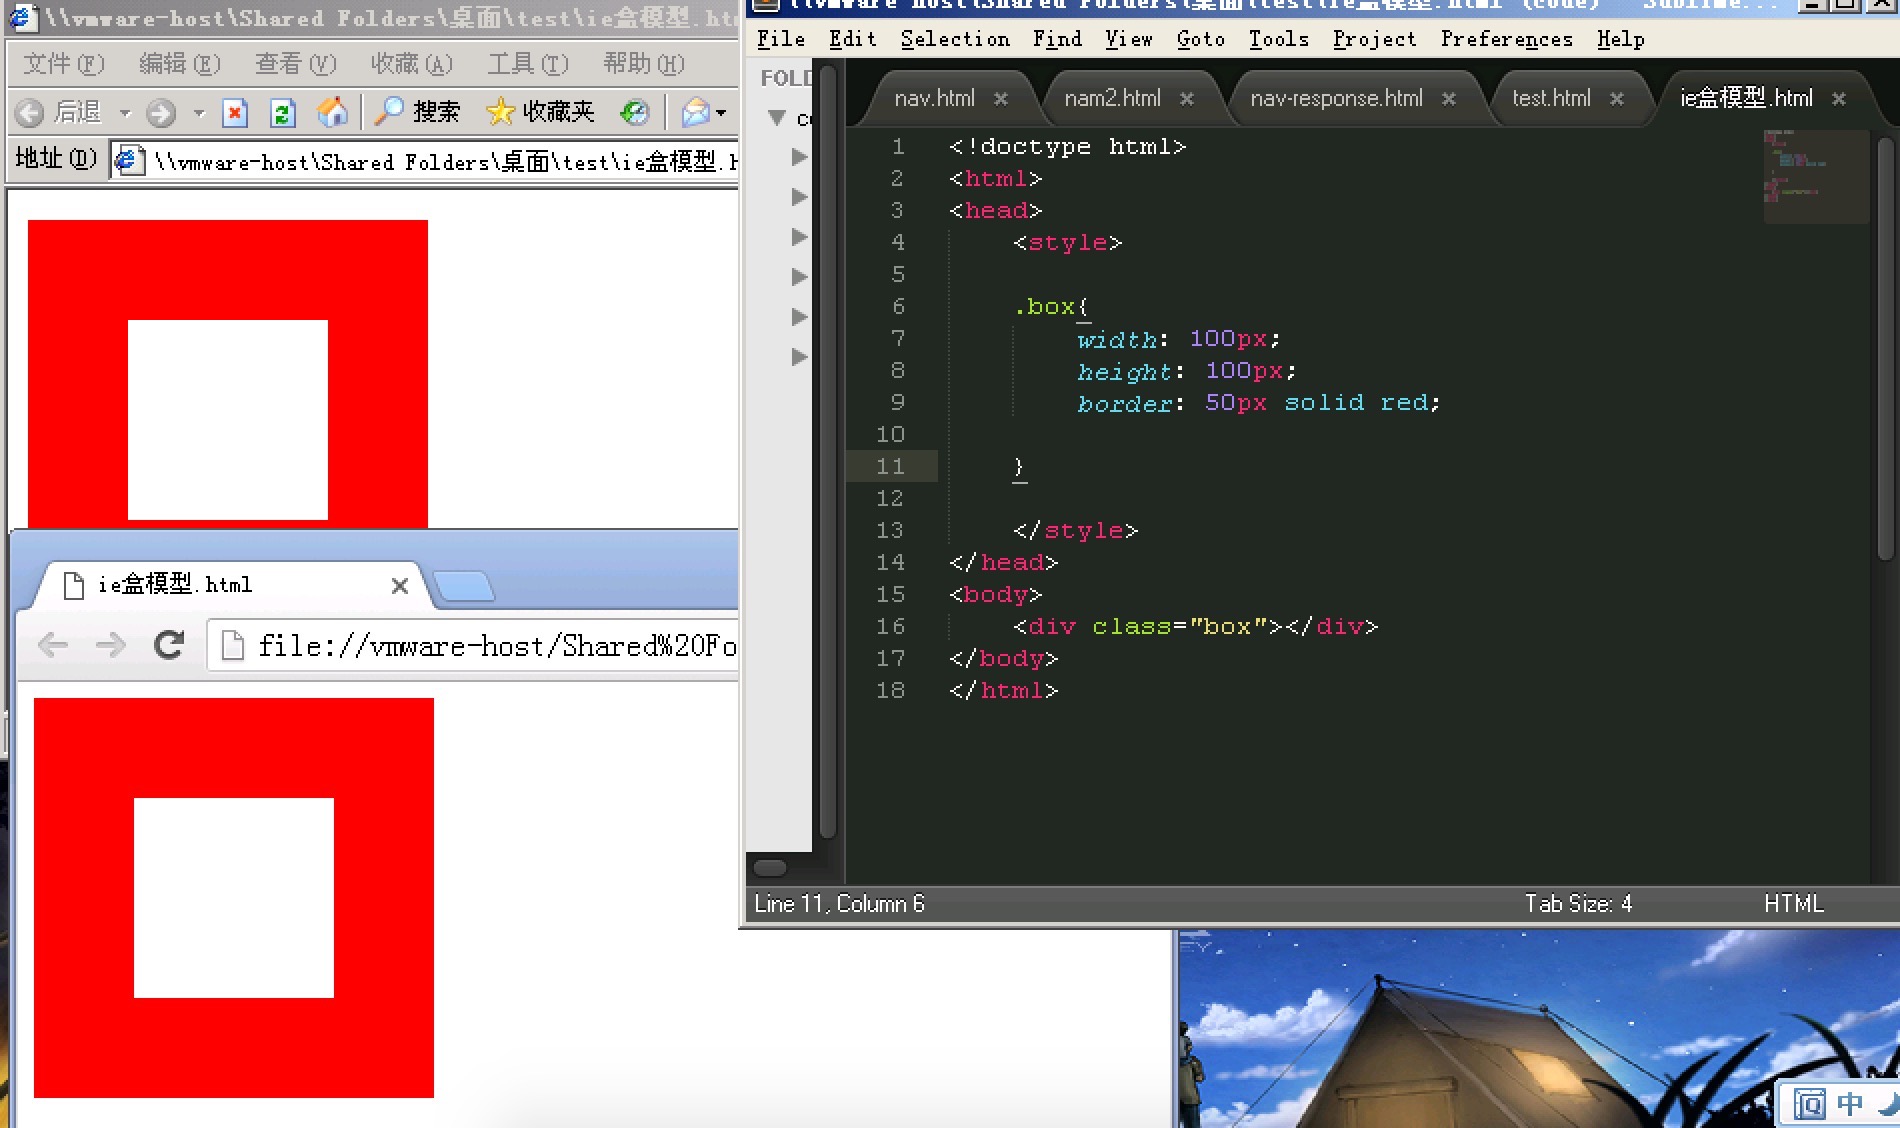 \\vmware-host\Shared Folders\桌面\test\ie盒模型.htm
文件(F) 编辑(E) 查看(V) 收藏(A) 工具(T) 帮助(H)
后退 搜索 收藏夹
地址(D) \\vmware-host\Shared Folders\桌面\test\ie盒模型.h
ie盒模型.html
file://vmware-host/Shared%20Fo
\\vmware-host\Shared Folders\桌面\test\ie盒模型.html (code) - Sublime...
File Edit Selection Find View Goto Tools Project Preferences Help
FOLD
nav.html nam2.html nav-response.html test.html ie盒模型.html
1 <!doctype html>
2 <html>
3 <head>
4 <style>
5
6 .box{
7 width: 100px;
8 height: 100px;
9 border: 50px solid red;
10
11 }
12
13 </style>
14 </head>
15 <body>
16 <div class="box"></div>
17 </body>
18 </html>
Line 11, Column 6 Tab Size: 4 HTML
中